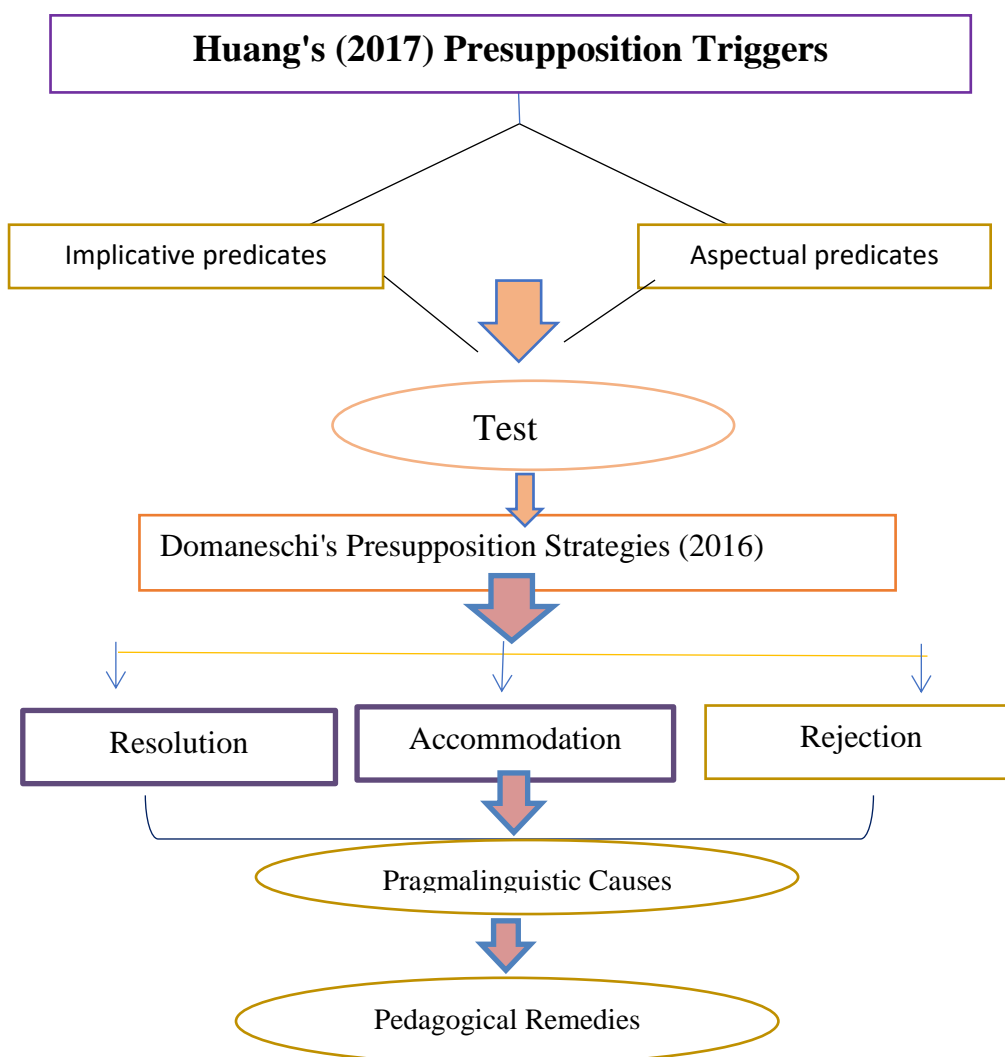 Huang's (2017) Presupposition Triggers
Implicative predicates
Aspectual predicates
Test
Domaneschi's Presupposition Strategies (2016)
Resolution
Accommodation
Rejection
Pragmalinguistic Causes
Pedagogical Remedies